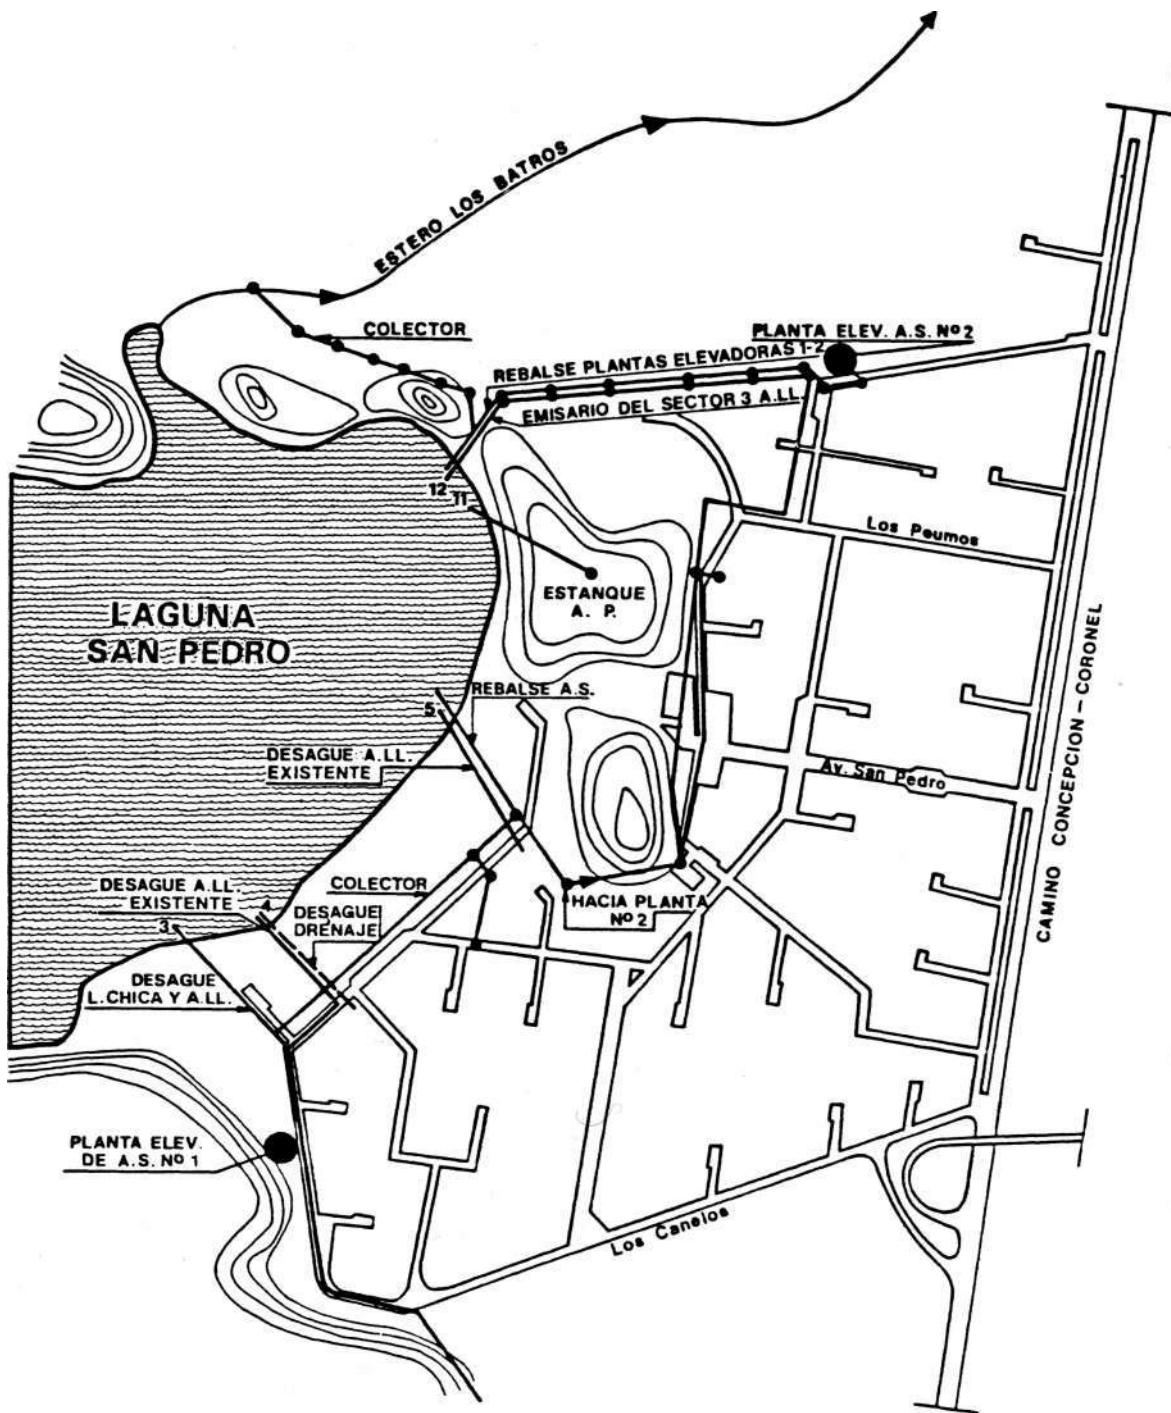 ESTERO LOS BATROS
COLECTOR
PLANTA ELEV. A.S. Nº 2
REBALSE PLANTAS ELEVADORAS 1-2
EMISARIO DEL SECTOR 3 A.LL.
12
11
Los Peumos
ESTANQUE
A. P.
LAGUNA
SAN PEDRO
CAMINO CONCEPCION - CORONEL
REBALSE A.S.
5
DESAGUE A.LL.
EXISTENTE
Av. San Pedro
COLECTOR
DESAGUE A.LL.
EXISTENTE
4
3
DESAGUE
DRENAJE
HACIA PLANTA
Nº 2
DESAGUE
L.CHICA Y A.LL.
PLANTA ELEV.
DE A.S. Nº 1
Los Canelos